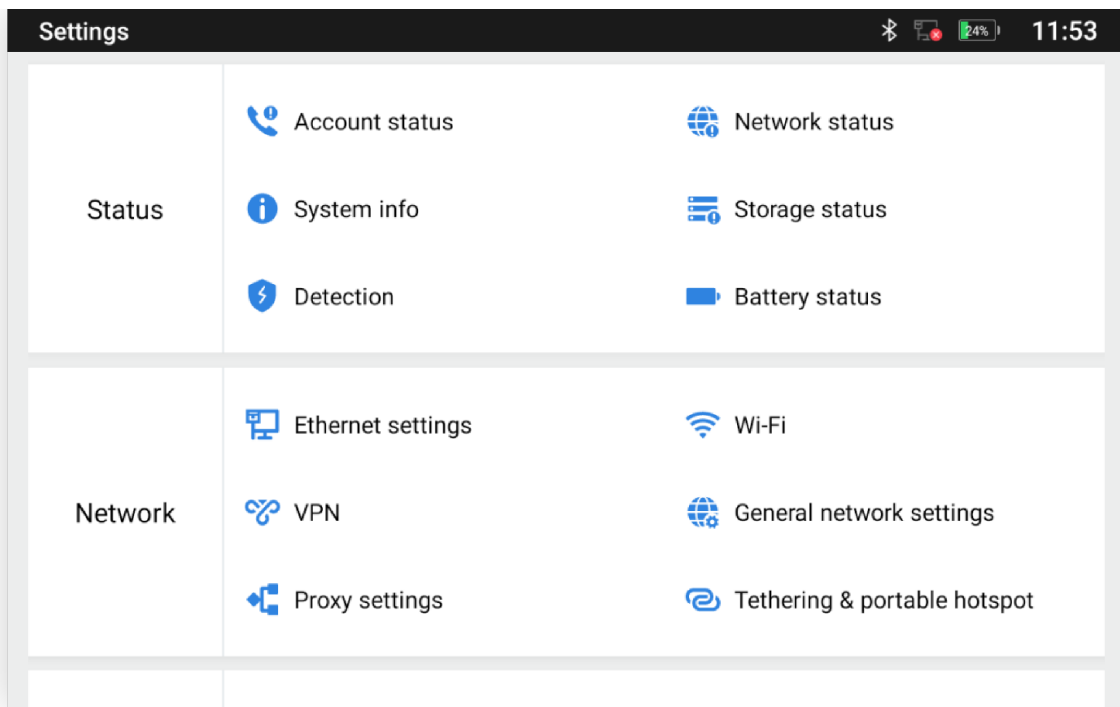 Settings
24%
11:53
Status
Account status
Network status
System info
Storage status
Detection
Battery status
Network
Ethernet settings
Wi-Fi
VPN
General network settings
Proxy settings
Tethering & portable hotspot